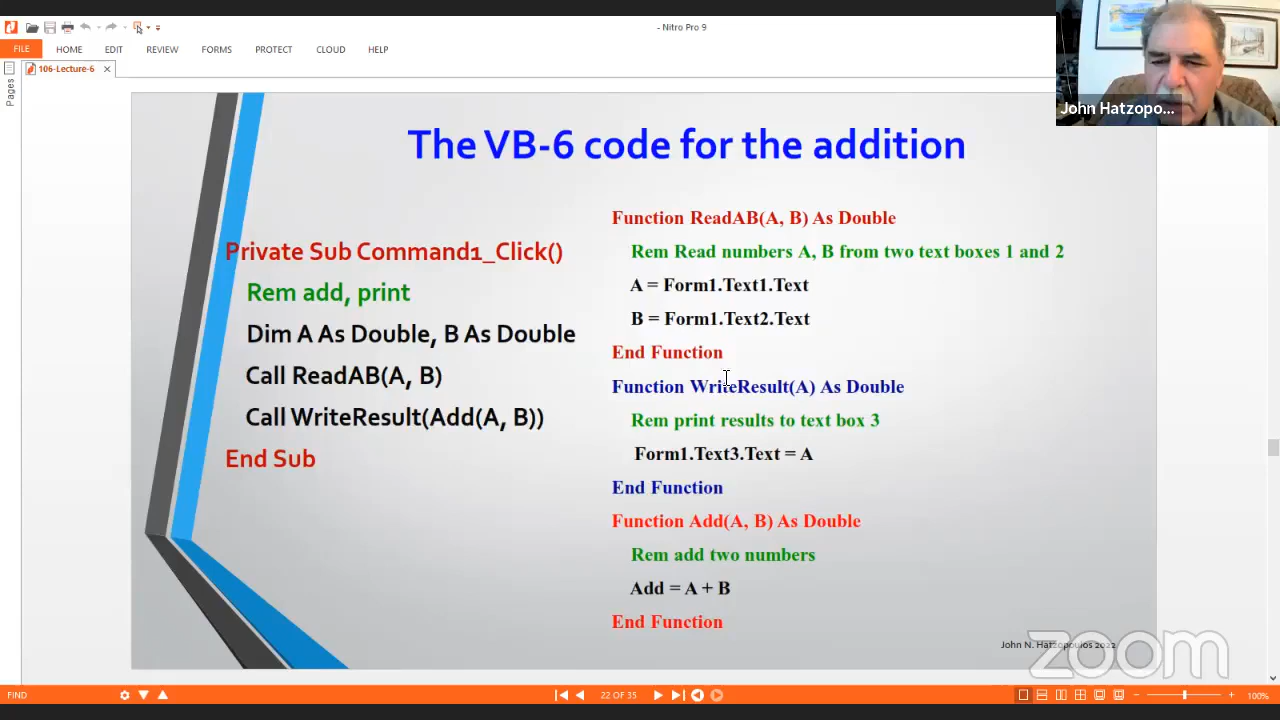 - Nitro Pro 9
FILE HOME EDIT REVIEW FORMS PROTECT CLOUD HELP
106-Lecture-6
Pages
John Hatzopo...
The VB-6 code for the addition
Private Sub Command1_Click()
Rem add, print
Dim A As Double, B As Double
Call ReadAB(A, B)
Call WriteResult(Add(A, B))
End Sub
Function ReadAB(A, B) As Double
Rem Read numbers A, B from two text boxes 1 and 2
A = Form1.Text1.Text
B = Form1.Text2.Text
End Function
Function WriteResult(A) As Double
Rem print results to text box 3
Form1.Text3.Text = A
End Function
Function Add(A, B) As Double
Rem add two numbers
Add = A + B
End Function
John N. Hatzopoulos 2022
zoom
FIND 22 OF 35 100%